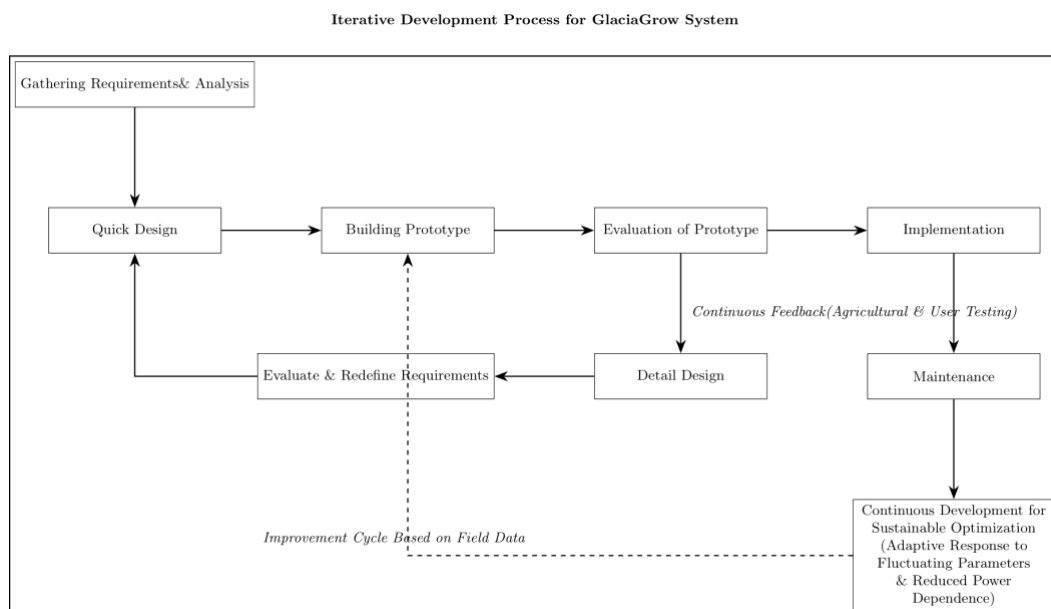 Iterative Development Process for GlaciaGrow System
Gathering Requirements& Analysis
Quick Design
Building Prototype
Evaluation of Prototype
Implementation
Continuous Feedback(Agricultural & User Testing)
Evaluate & Redefine Requirements
Detail Design
Maintenance
Improvement Cycle Based on Field Data
Continuous Development for
Sustainable Optimization
(Adaptive Response to
Fluctuating Parameters
& Reduced Power
Dependence)